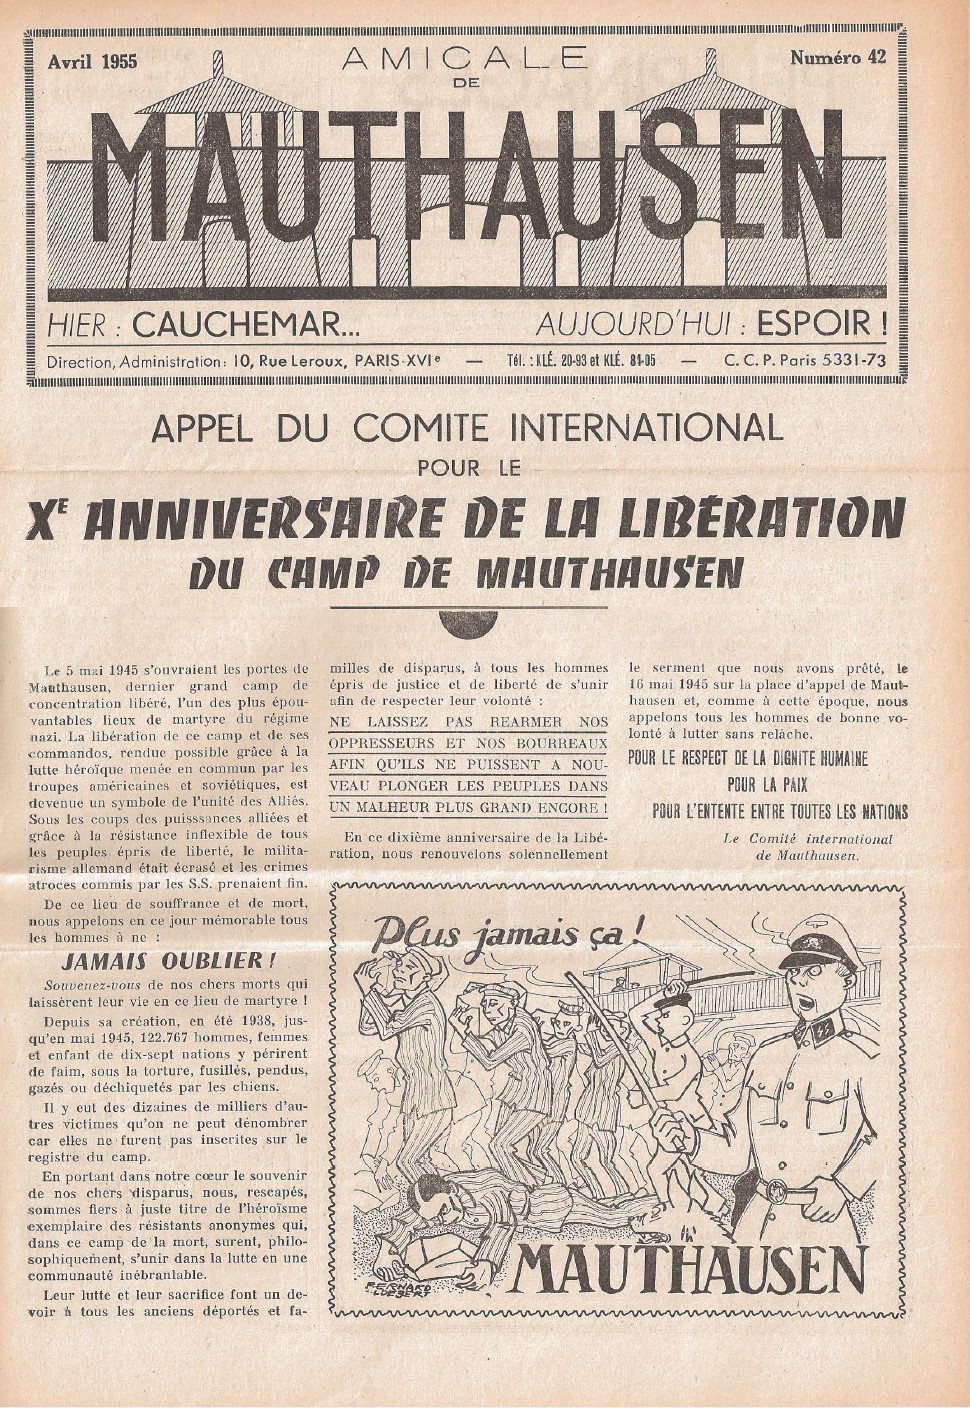 Avril 1955
AMICALE
DE
Numéro 42
MAUTHAUSEN
HIER : CAUCHEMAR...
AUJOURD'HUI : ESPOIR !
Direction, Administration : 10, Rue Leroux, PARIS-XVIe — Tél. : KLÉ. 20-93 et KLÉ. 84-05 — C. C. P. Paris 5331-73
APPEL DU COMITE INTERNATIONAL
POUR LE
XE ANNIVERSAIRE DE LA LIBÉRATION
DU CAMP DE MAUTHAUSEN
Le 5 mai 1945 s'ouvraient les portes de
Mauthausen, dernier grand camp de
concentration libéré, l'un des plus épou-
vantables lieux de martyre du régime
nazi. La libération de ce camp et de ses
commandos, rendue possible grâce à la
lutte héroïque menée en commun par les
troupes américaines et soviétiques, est
devenue un symbole de l'unité des Alliés.
Sous les coups des puisssances alliées et
grâce à la résistance inflexible de tous
les peuples épris de liberté, le milita-
risme allemand était écrasé et les crimes
atroces commis par les S.S. prenaient fin.
De ce lieu de souffrance et de mort,
nous appelons en ce jour mémorable tous
les hommes à ne :
JAMAIS OUBLIER !
Souvenez-vous de nos chers morts qui
laissèrent leur vie en ce lieu de martyre !
Depuis sa création, en été 1938, jus-
qu'en mai 1945, 122.767 hommes, femmes
et enfant de dix-sept nations y périrent
de faim, sous la torture, fusillés, pendus,
gazés ou déchiquetés par les chiens.
Il y eut des dizaines de milliers d'au-
tres victimes qu'on ne peut dénombrer
car elles ne furent pas inscrites sur le
registre du camp.
En portant dans notre cœur le souvenir
de nos chers disparus, nous, rescapés,
sommes fiers à juste titre de l'héroïsme
exemplaire des résistants anonymes qui,
dans ce camp de la mort, surent, philo-
sophiquement, s'unir dans la lutte en une
communauté inébranlable.
Leur lutte et leur sacrifice font un de-
voir à tous les anciens déportés et fa-
milles de disparus, à tous les hommes
épris de justice et de liberté de s'unir
afin de respecter leur volonté :
NE LAISSEZ PAS REARMER NOS
OPPRESSEURS ET NOS BOURREAUX
AFIN QU'ILS NE PUISSENT A NOU-
VEAU PLONGER LES PEUPLES DANS
UN MALHEUR PLUS GRAND ENCORE !
En ce dixième anniversaire de la Libé-
ration, nous renouvelons solennellement
le serment que nous avons prêté, le
16 mai 1945 sur la place d'appel de Maut-
hausen et, comme à cette époque, nous
appelons tous les hommes de bonne vo-
lonté à lutter sans relâche.
POUR LE RESPECT DE LA DIGNITE HUMAINE
POUR LA PAIX
POUR L'ENTENTE ENTRE TOUTES LES NATIONS
Le Comité international
de Mauthausen.
Plus jamais ça !
MAUTHAUSEN
BERNARD